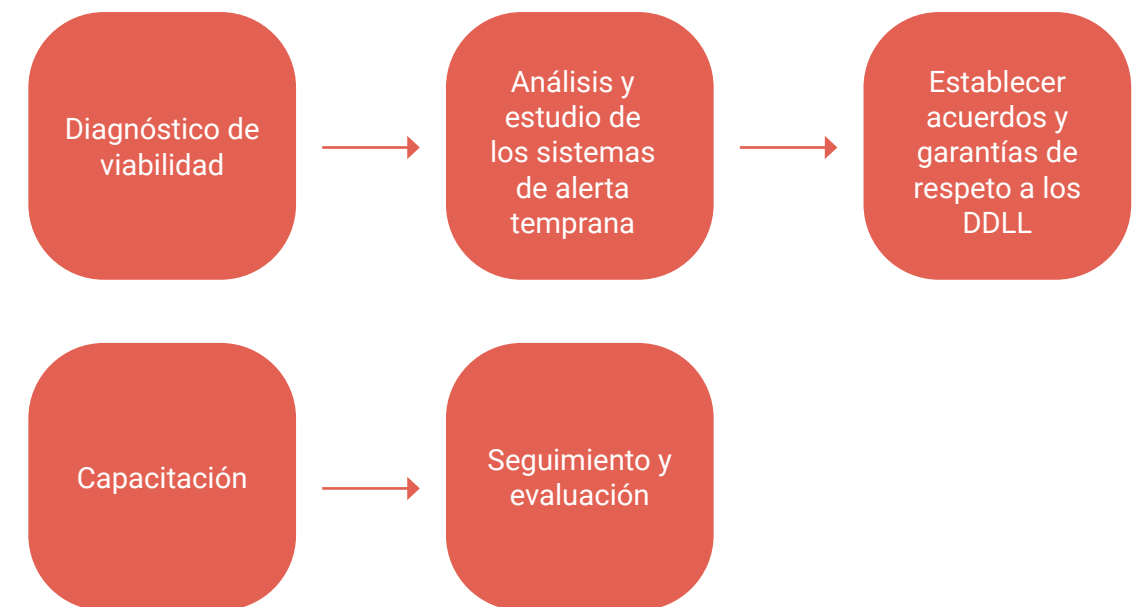 Diagnóstico de
viabilidad
Análisis y
estudio de
los sistemas
de alerta
temprana
Establecer
acuerdos y
garantías de
respeto a los
DDLL
Capacitación
Seguimiento y
evaluación